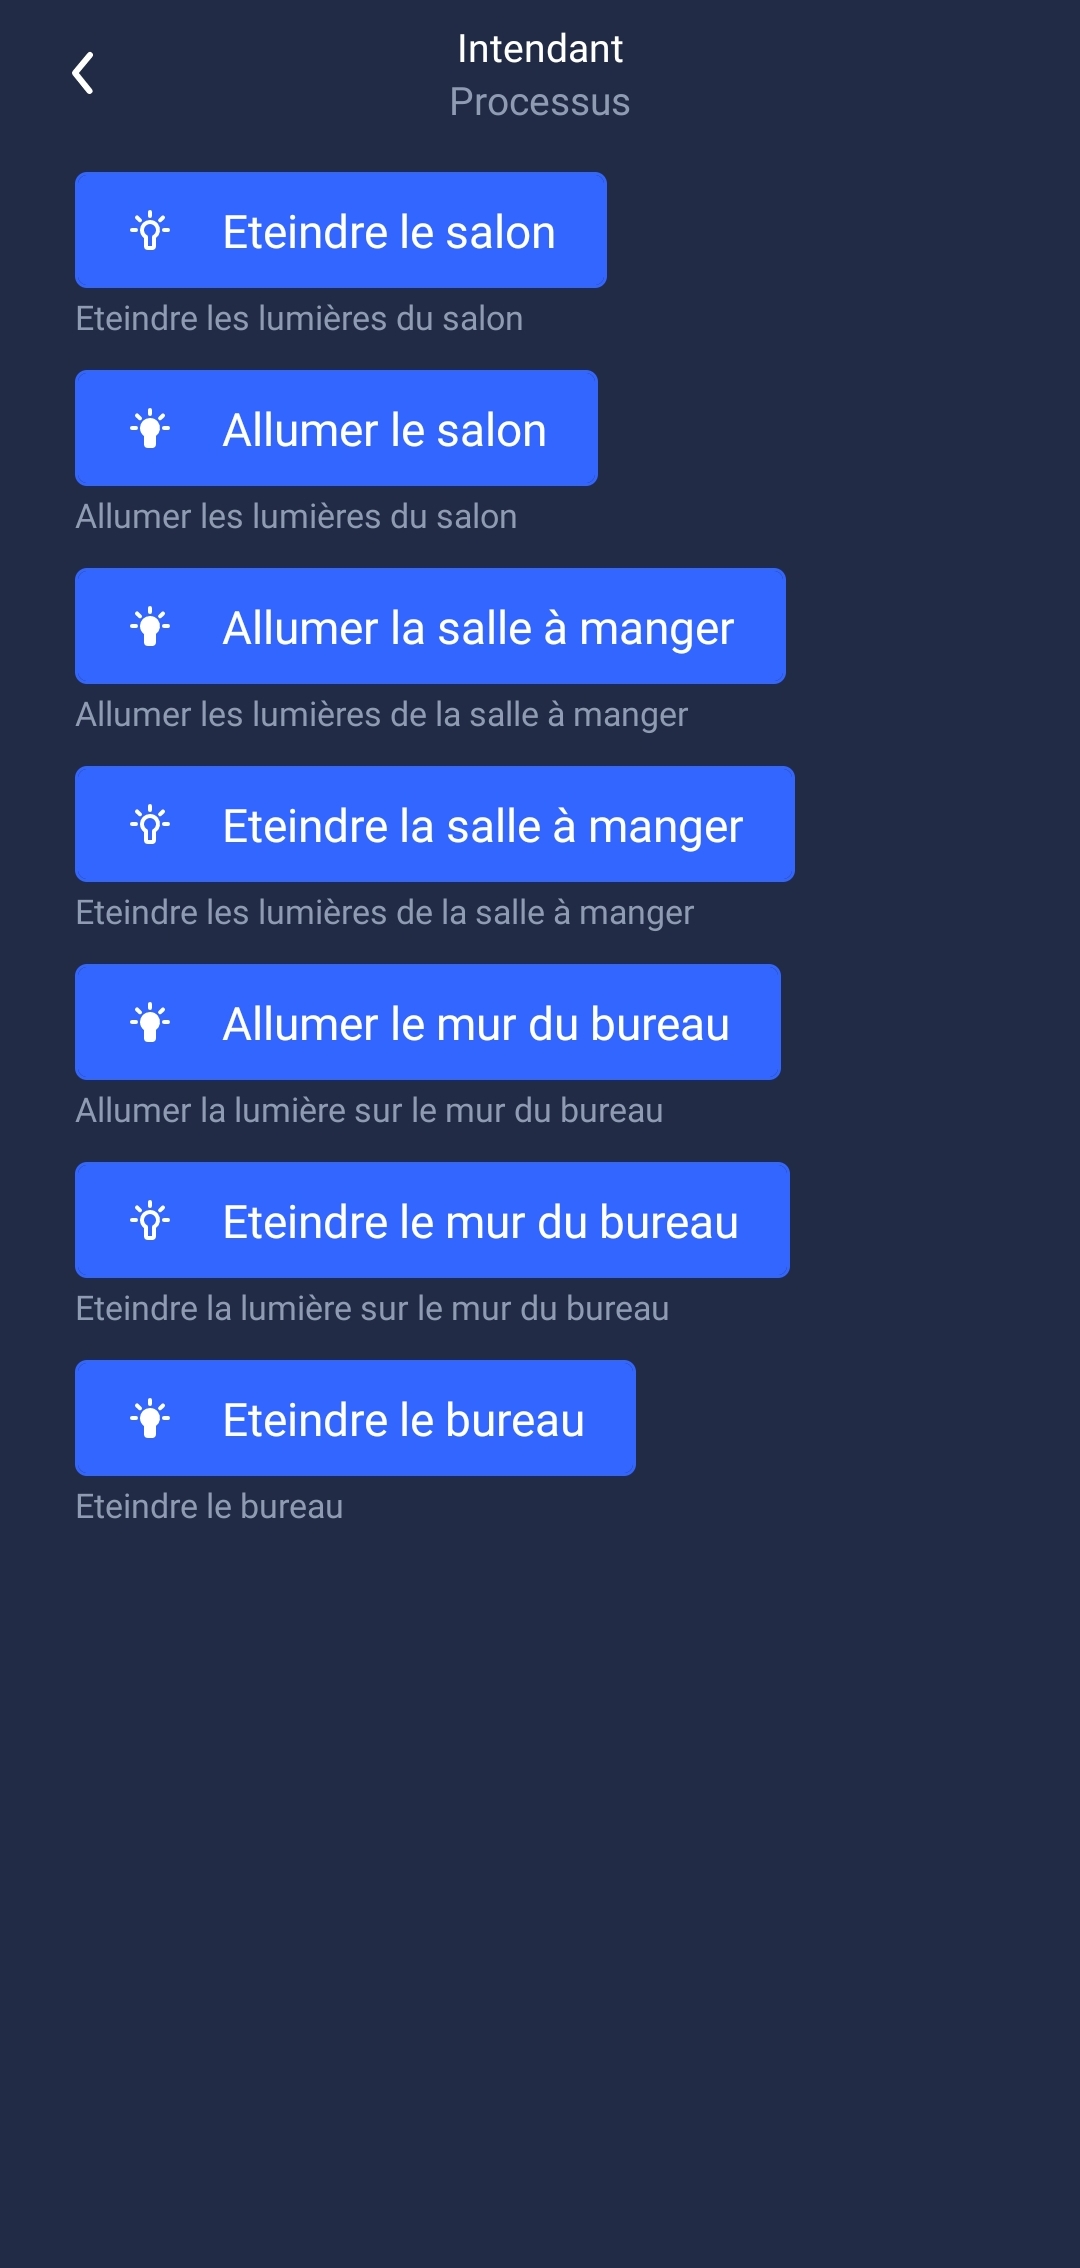 Intendant
Processus
Eteindre le salon
Eteindre les lumières du salon
Allumer le salon
Allumer les lumières du salon
Allumer la salle à manger
Allumer les lumières de la salle à manger
Eteindre la salle à manger
Eteindre les lumières de la salle à manger
Allumer le mur du bureau
Allumer la lumière sur le mur du bureau
Eteindre le mur du bureau
Eteindre la lumière sur le mur du bureau
Eteindre le bureau
Eteindre le bureau